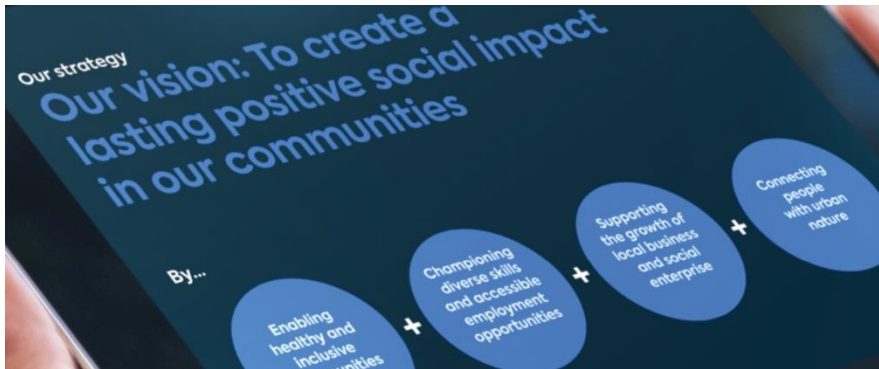 Our strategy
Our vision: To create a
lasting positive social impact
in our communities
By...
Enabling
healthy and
inclusive
+
Championing
diverse skills
and accessible
employment
opportunities
+
Supporting
the growth of
local business
and social
enterprise
+
Connecting
people
with urban
nature